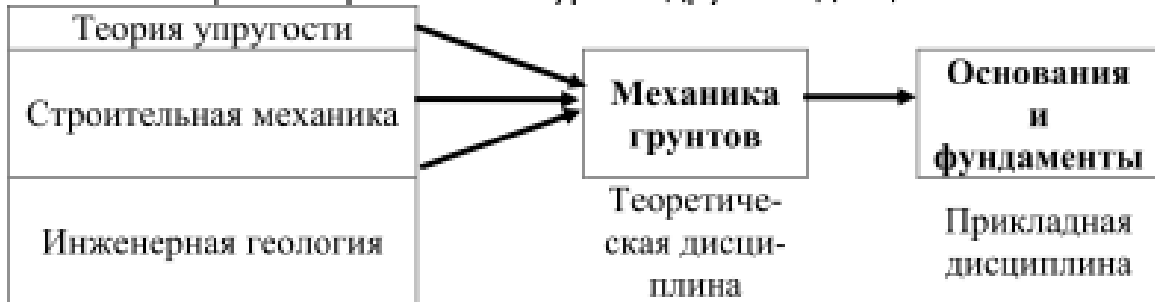 Теория упругости
Строительная механика
Инженерная геология
Механика
грунтов
Теоретиче-
ская дисци-
плина
Основания
и
фундаменты
Прикладная
дисциплина